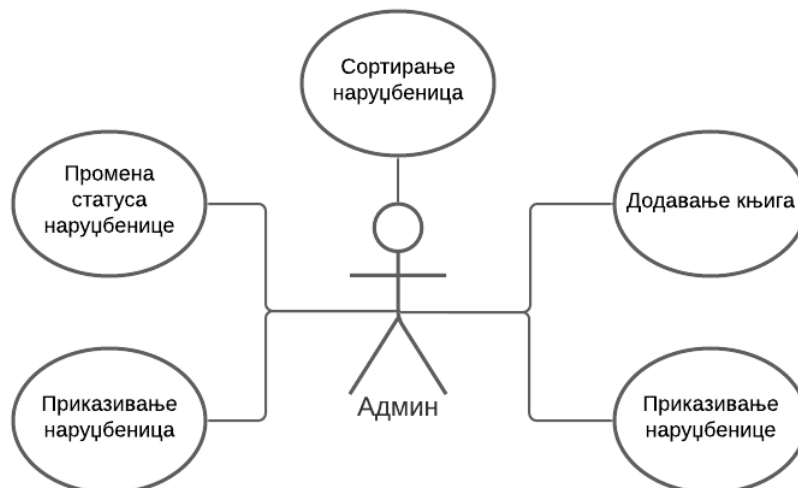 Сортирање
наруџбеница
Промена
статуса
наруџбенице
Додавање књига
Приказивање
наруџбеница
Админ
Приказивање
наруџбенице